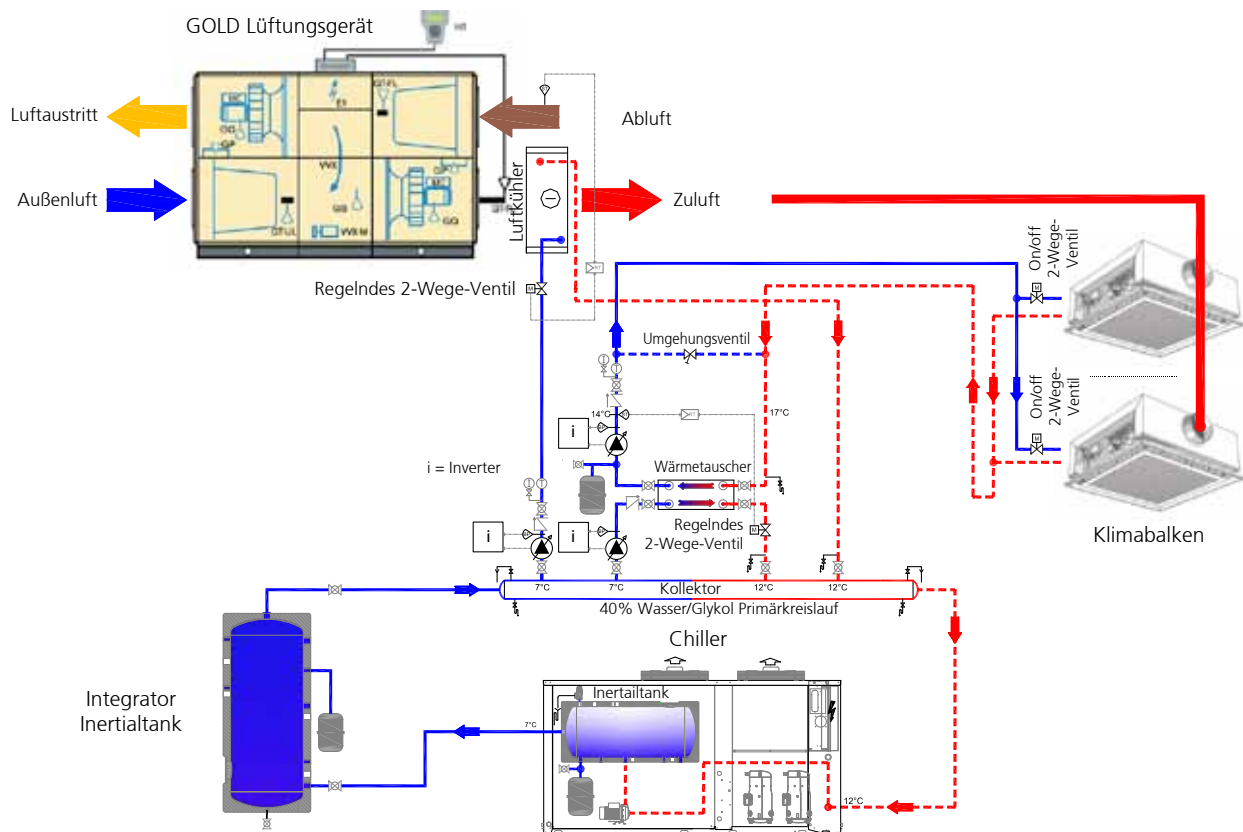 GOLD Lüftungsgerät
Luftaustritt
Abluft
Außenluft
Zuluft
Luftkühler
On/off
2-Wege-
Ventil
Regelndes 2-Wege-Ventil
Umgehungsventil
On/off
2-Wege-
Ventil
14°C
17°C
i
i = Inverter
Wärmetauscher
i
i
Regelndes
2-Wege-Ventil
Klimabalken
7°C
7°C
Kollektor
12°C
12°C
40% Wasser/Glykol Primärkreislauf
Chiller
Integrator
Inertialtank
Inertailtank
7°C
12°C